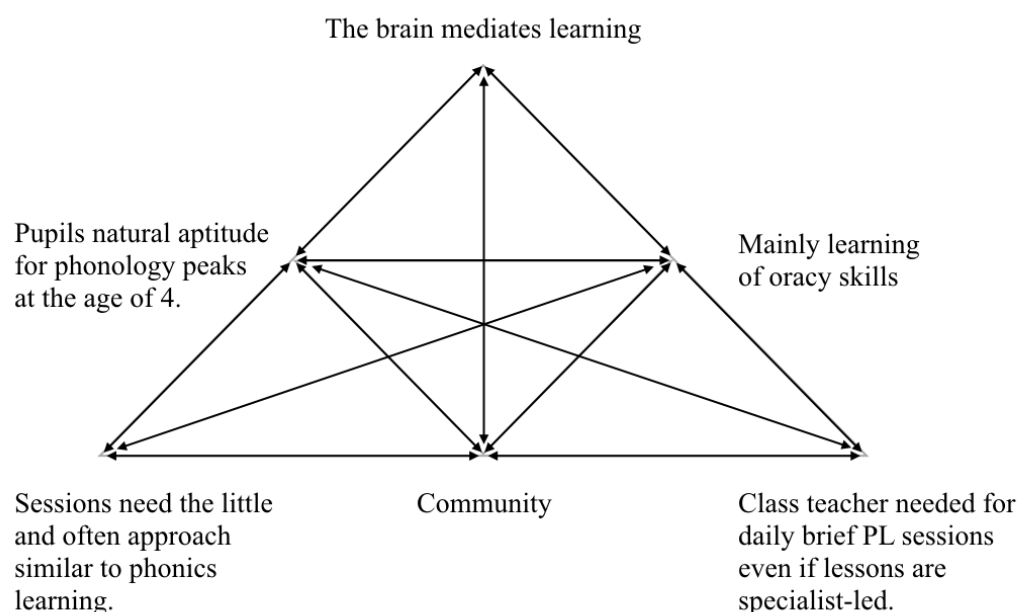 The brain mediates learning
Pupils natural aptitude
for phonology peaks
at the age of 4.
Mainly learning
of oracy skills
Sessions need the little
and often approach
similar to phonics
learning.
Community
Class teacher needed for
daily brief PL sessions
even if lessons are
specialist-led.